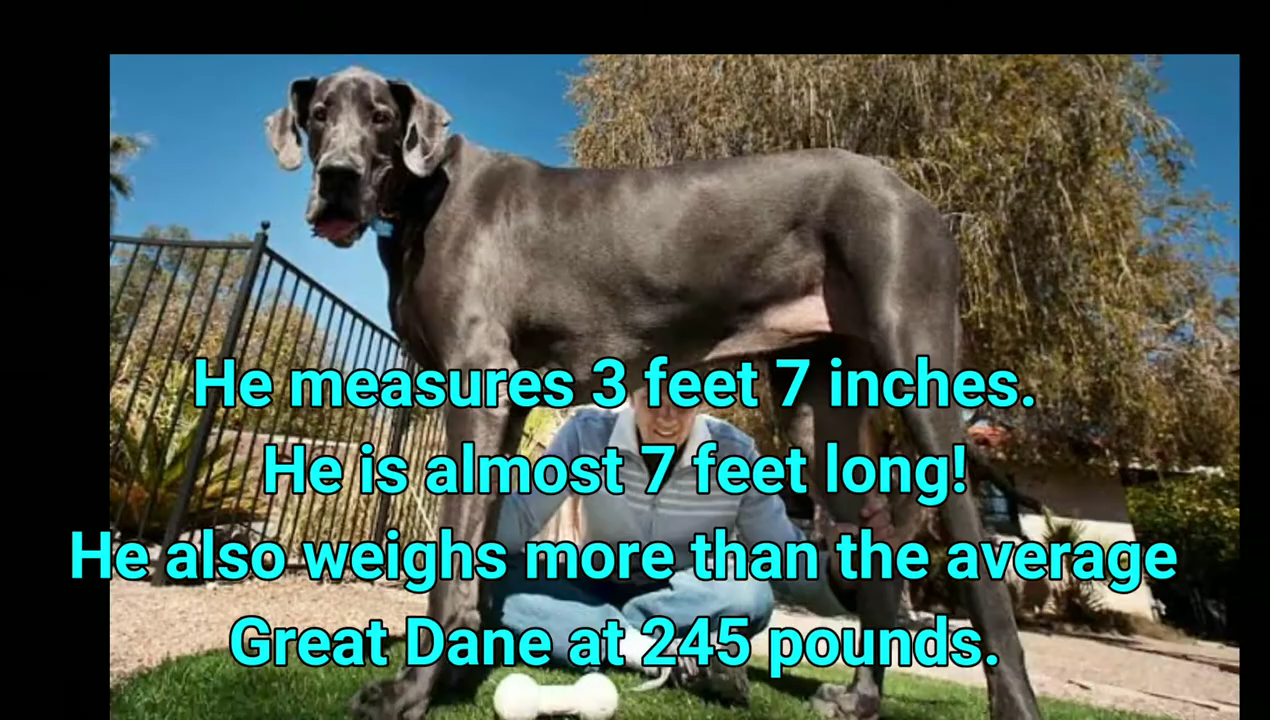 He measures 3 feet 7 inches.
He is almost 7 feet long!
He also weighs more than the average
Great Dane at 245 pounds.